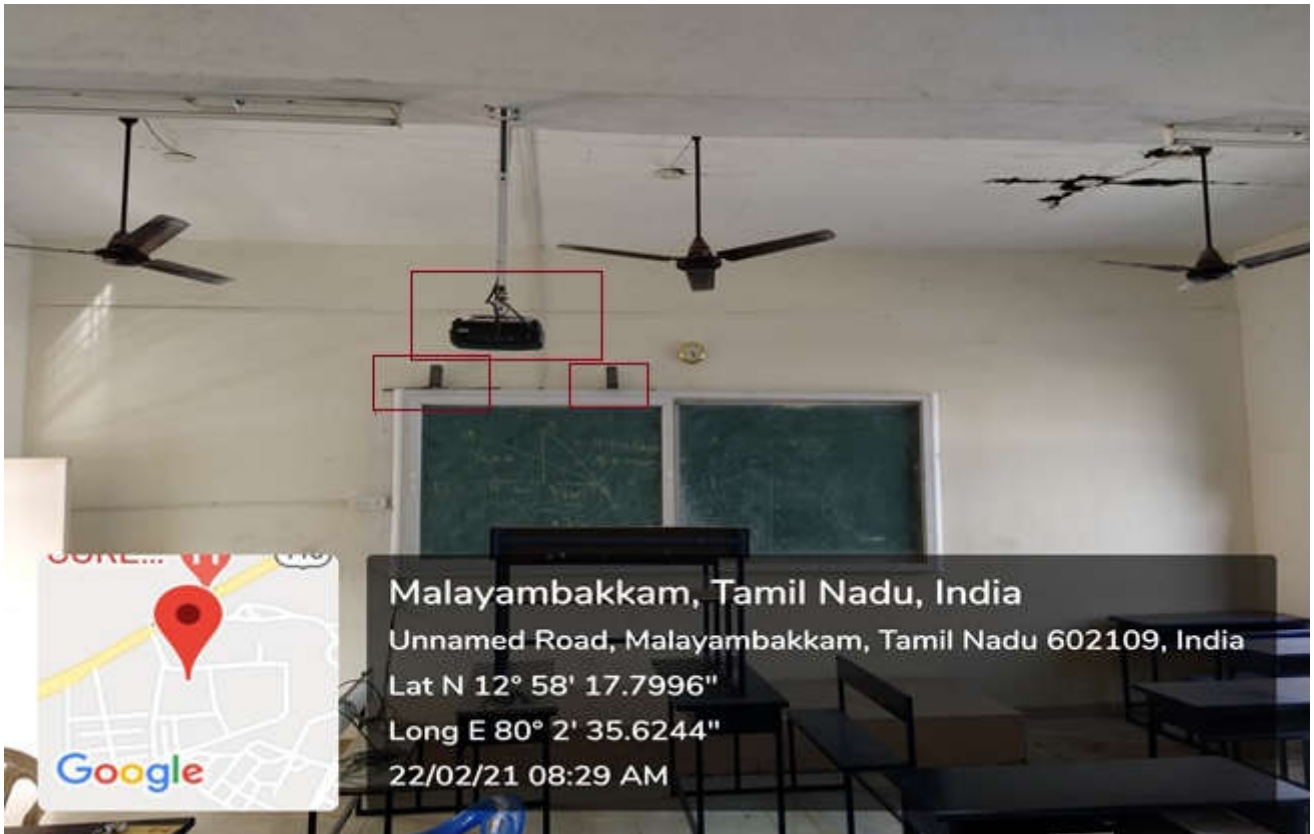 Malayambakkam, Tamil Nadu, India
Unnamed Road, Malayambakkam, Tamil Nadu 602109, India
Lat N 12° 58' 17.7996"
Long E 80° 2' 35.6244"
22/02/21 08:29 AM
Google